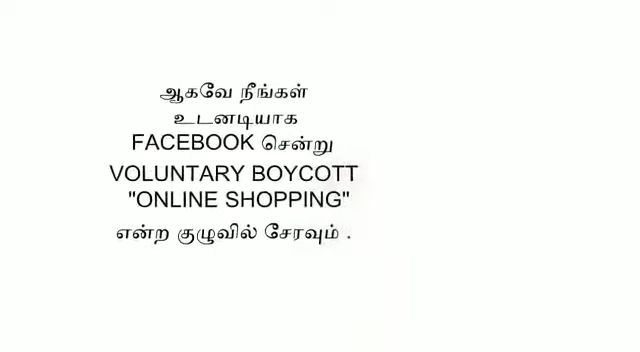 ஆகவே நீங்கள்
உடனடியாக
FACEBOOK சென்று
VOLUNTARY BOYCOTT
"ONLINE SHOPPING"
என்ற குழுவில் சேரவும் .